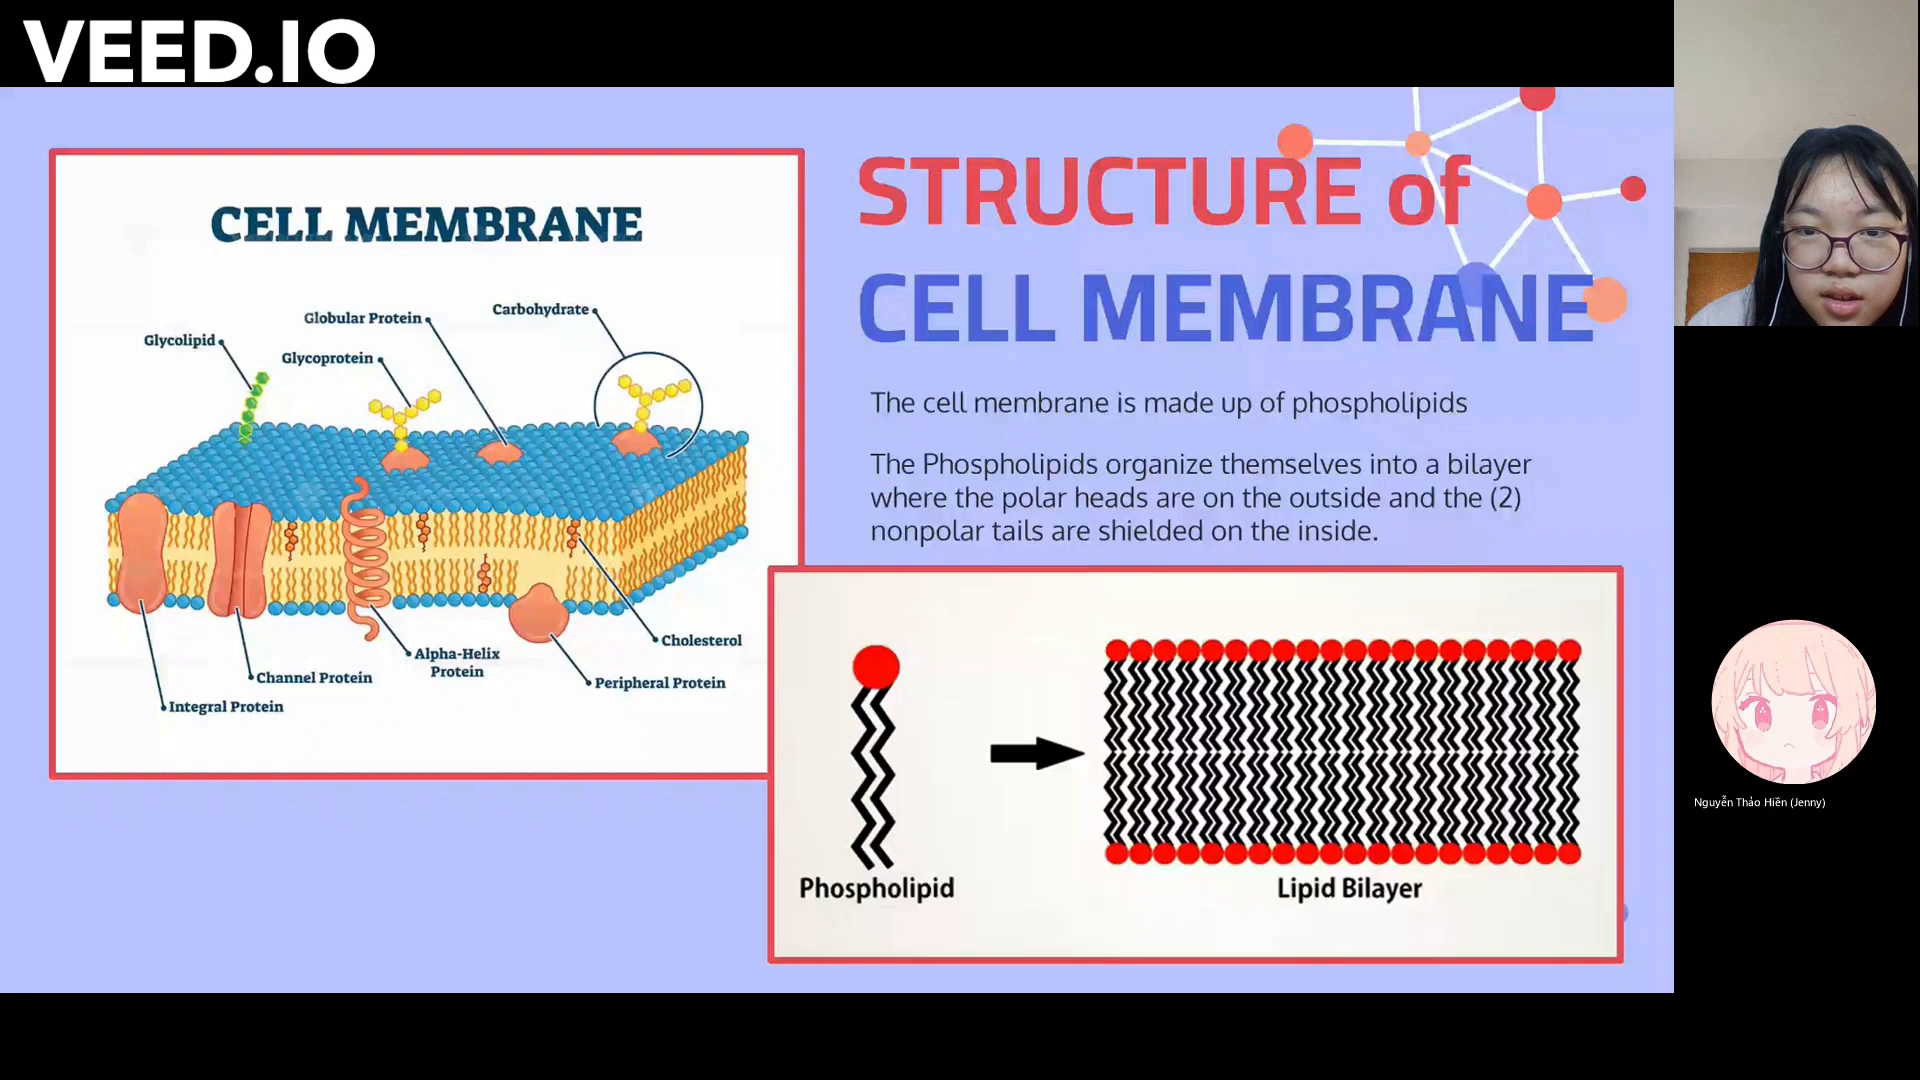 VEED.IO
CELL MEMBRANE
Carbohydrate
Globular Protein
Glycolipid
Glycoprotein
Cholesterol
Alpha-Helix
Protein
Channel Protein
Peripheral Protein
Integral Protein
STRUCTURE of
CELL MEMBRANE
The cell membrane is made up of phospholipids
The Phospholipids organize themselves into a bilayer
where the polar heads are on the outside and the (2)
nonpolar tails are shielded on the inside.
Phospholipid
Lipid Bilayer
Nguyễn Thảo Hiền (Jenny)